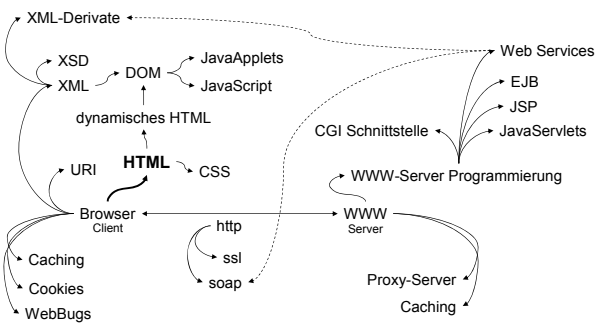 XML-Derivate
Web Services
XSD
JavaApplets
DOM
XML
JavaScript
EJB
JSP
dynamisches HTML
CGI Schnittstelle
JavaServlets
HTML
URI
CSS
WWW-Server Programmierung
Browser
Client
http
WWW
Server
ssl
Caching
soap
Proxy-Server
Cookies
Caching
WebBugs